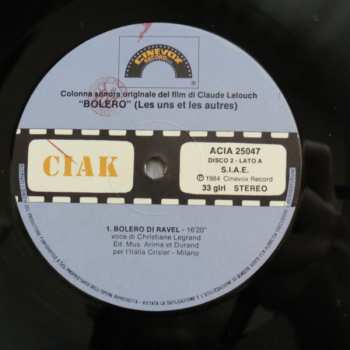 CINEVOX
RECORD
Colonna sonora originale del film di Claude Lelouch
"BOLERO" (Les uns et les autres)
CIAK
ACIA 25047
DISCO 2 - LATO A
S.I.A.E.
℗ 1984 Cinevox Record
33 giri STEREO
1. BOLERO DI RAVEL - 16'20"
voce di Christiane Legrand
Ed. Mus. Arima et Durand
per l'Italia Crisler - Milano